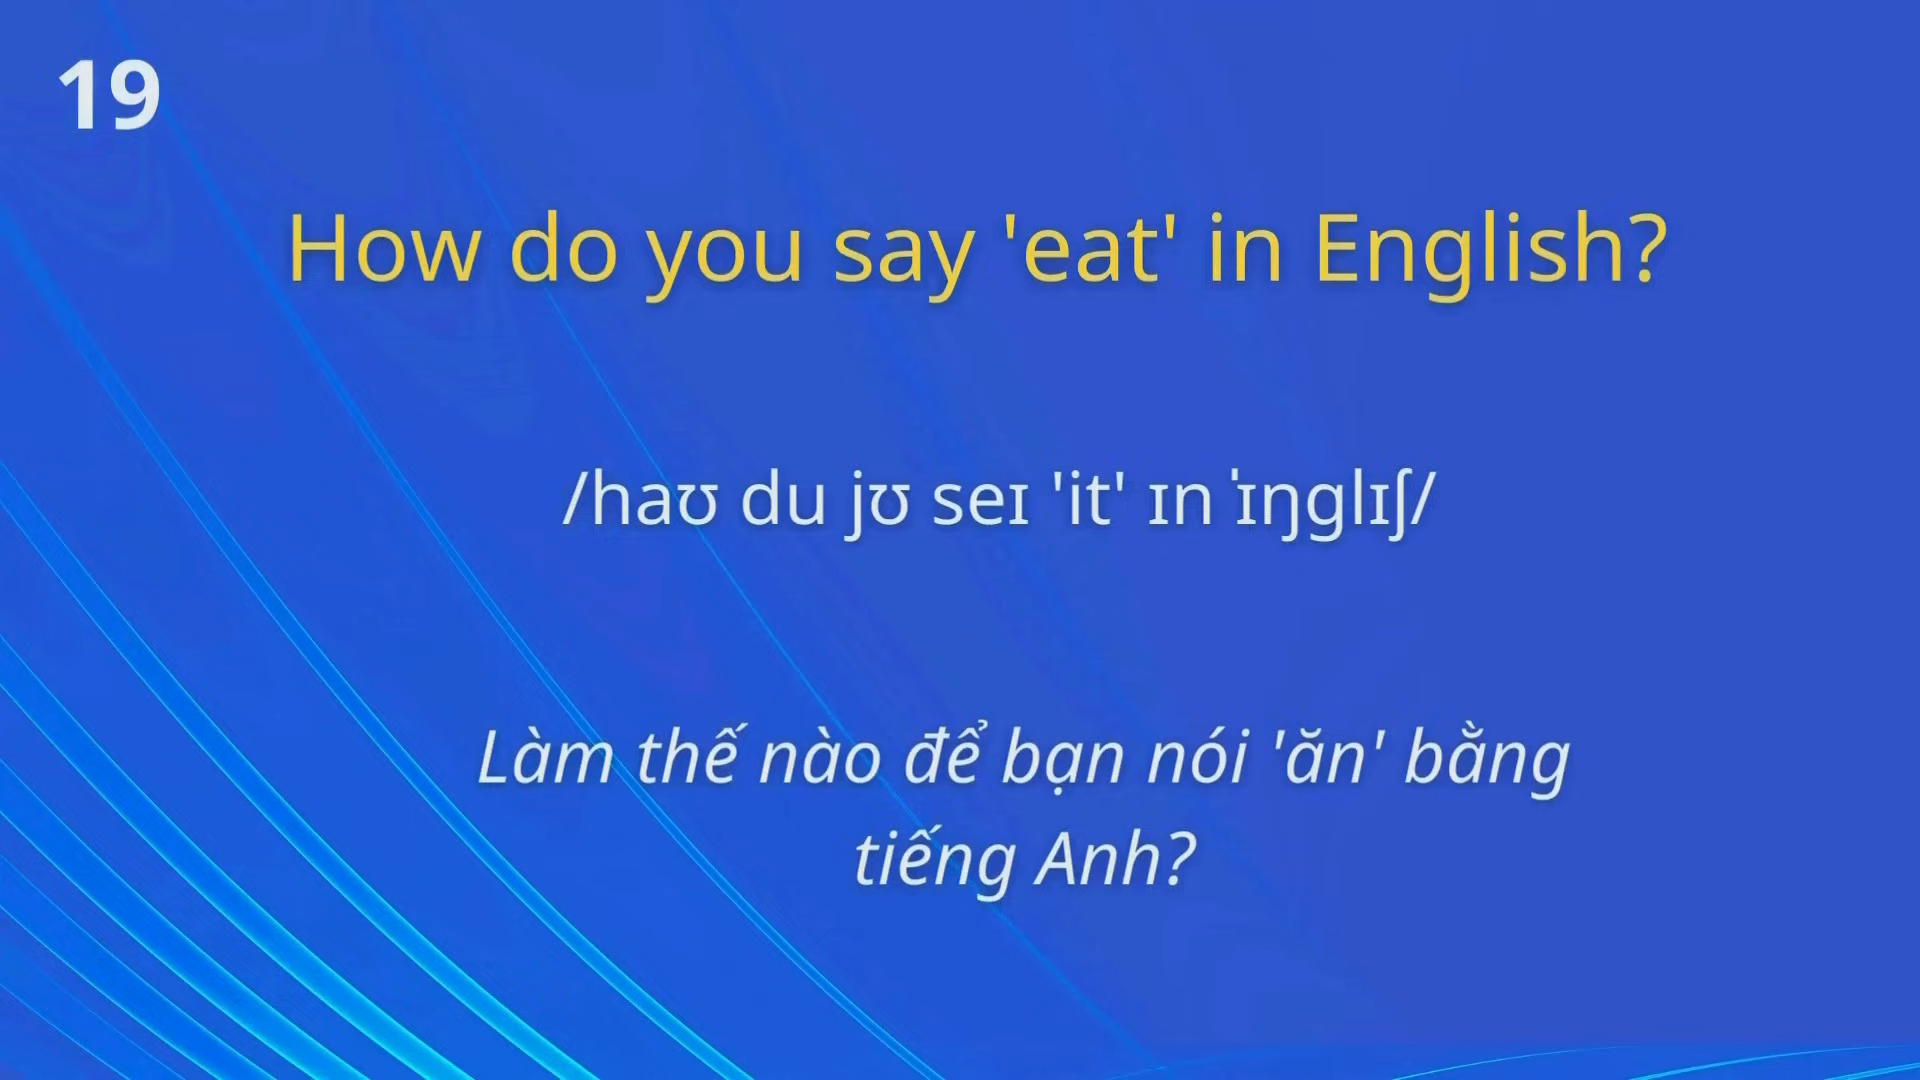 19
How do you say 'eat' in English?
/haʊ du jʊ seɪ 'it' ɪn ˈɪŋglɪʃ/
Làm thế nào để bạn nói 'ăn' bằng
tiếng Anh?